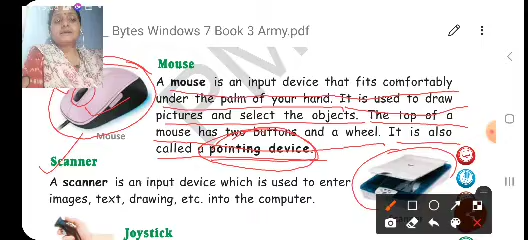 _ Bytes Windows 7 Book 3 Army.pdf
Mouse
A mouse is an input device that fits comfortably
under the palm of your hand. It is used to draw
pictures and select the objects. The top of a
mouse has two buttons and a wheel. It is also
called a pointing device.
Mouse
Scanner
A scanner is an input device which is used to enter
images, text, drawing, etc. into the computer.
Joystick